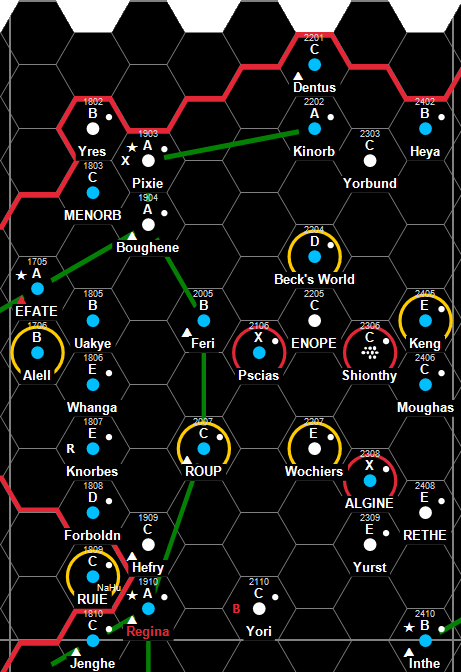 2201
C
Dentus
1802
B
Yres
2202
A
Kinorb
2402
B
Heya
1903
A
X
Pixie
2303
C
Yorbund
1803
C
MENORB
1904
A
Boughene
2204
D
Beck's World
1705
A
EFATE
1805
B
Uakye
2005
B
Feri
2205
C
ENOPE
2405
E
Keng
1706
B
Alell
2106
X
Pscias
2306
C
Shionthy
1806
E
Whanga
2406
C
Moughas
1807
E
R
Knorbes
2007
C
ROUP
2207
E
Wochiers
2308
X
ALGINE
1808
D
Forboldn
2408
E
RETHE
1909
C
Hefry
2309
E
Yurst
1809
C
NaHu
RUIE
1910
A
Regina
2110
C
B
Yori
1810
C
Jenghe
2410
B
Inthe